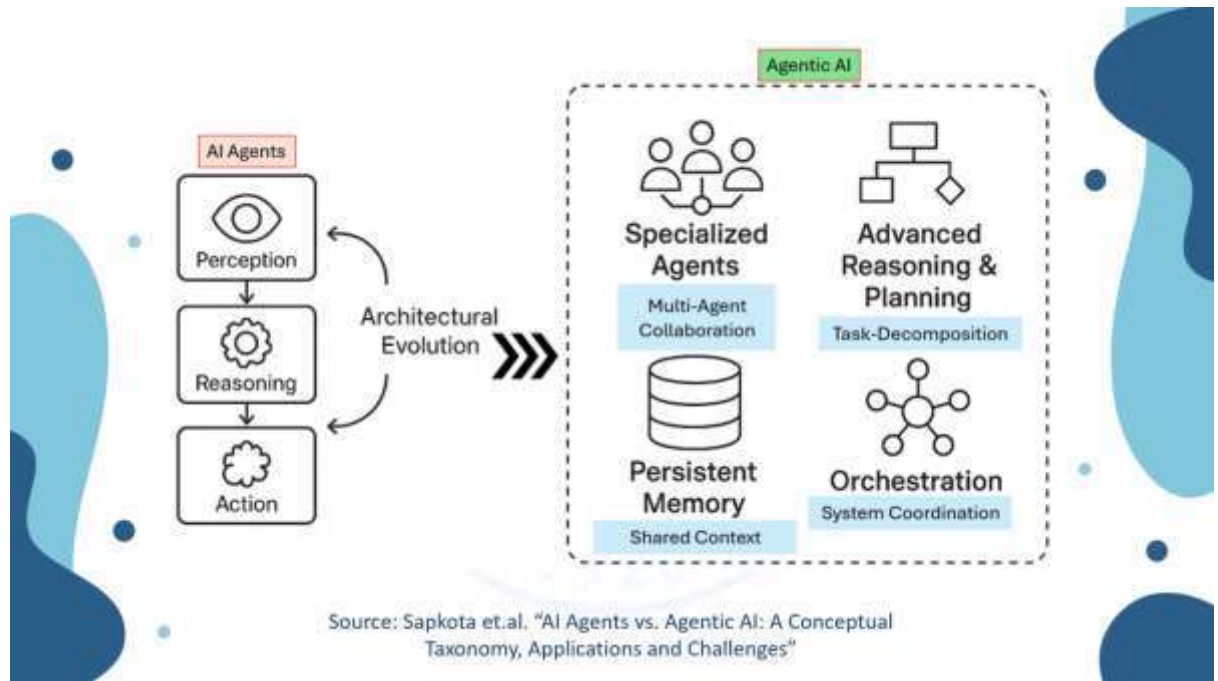 AI Agents
Perception
Reasoning
Action
Architectural
Evolution
Agentic AI
Specialized
Agents
Multi-Agent
Collaboration
Advanced
Reasoning &
Planning
Task-Decomposition
Persistent
Memory
Shared Context
Orchestration
System Coordination
Source: Sapkota et.al. “AI Agents vs. Agentic AI: A Conceptual
Taxonomy, Applications and Challenges”